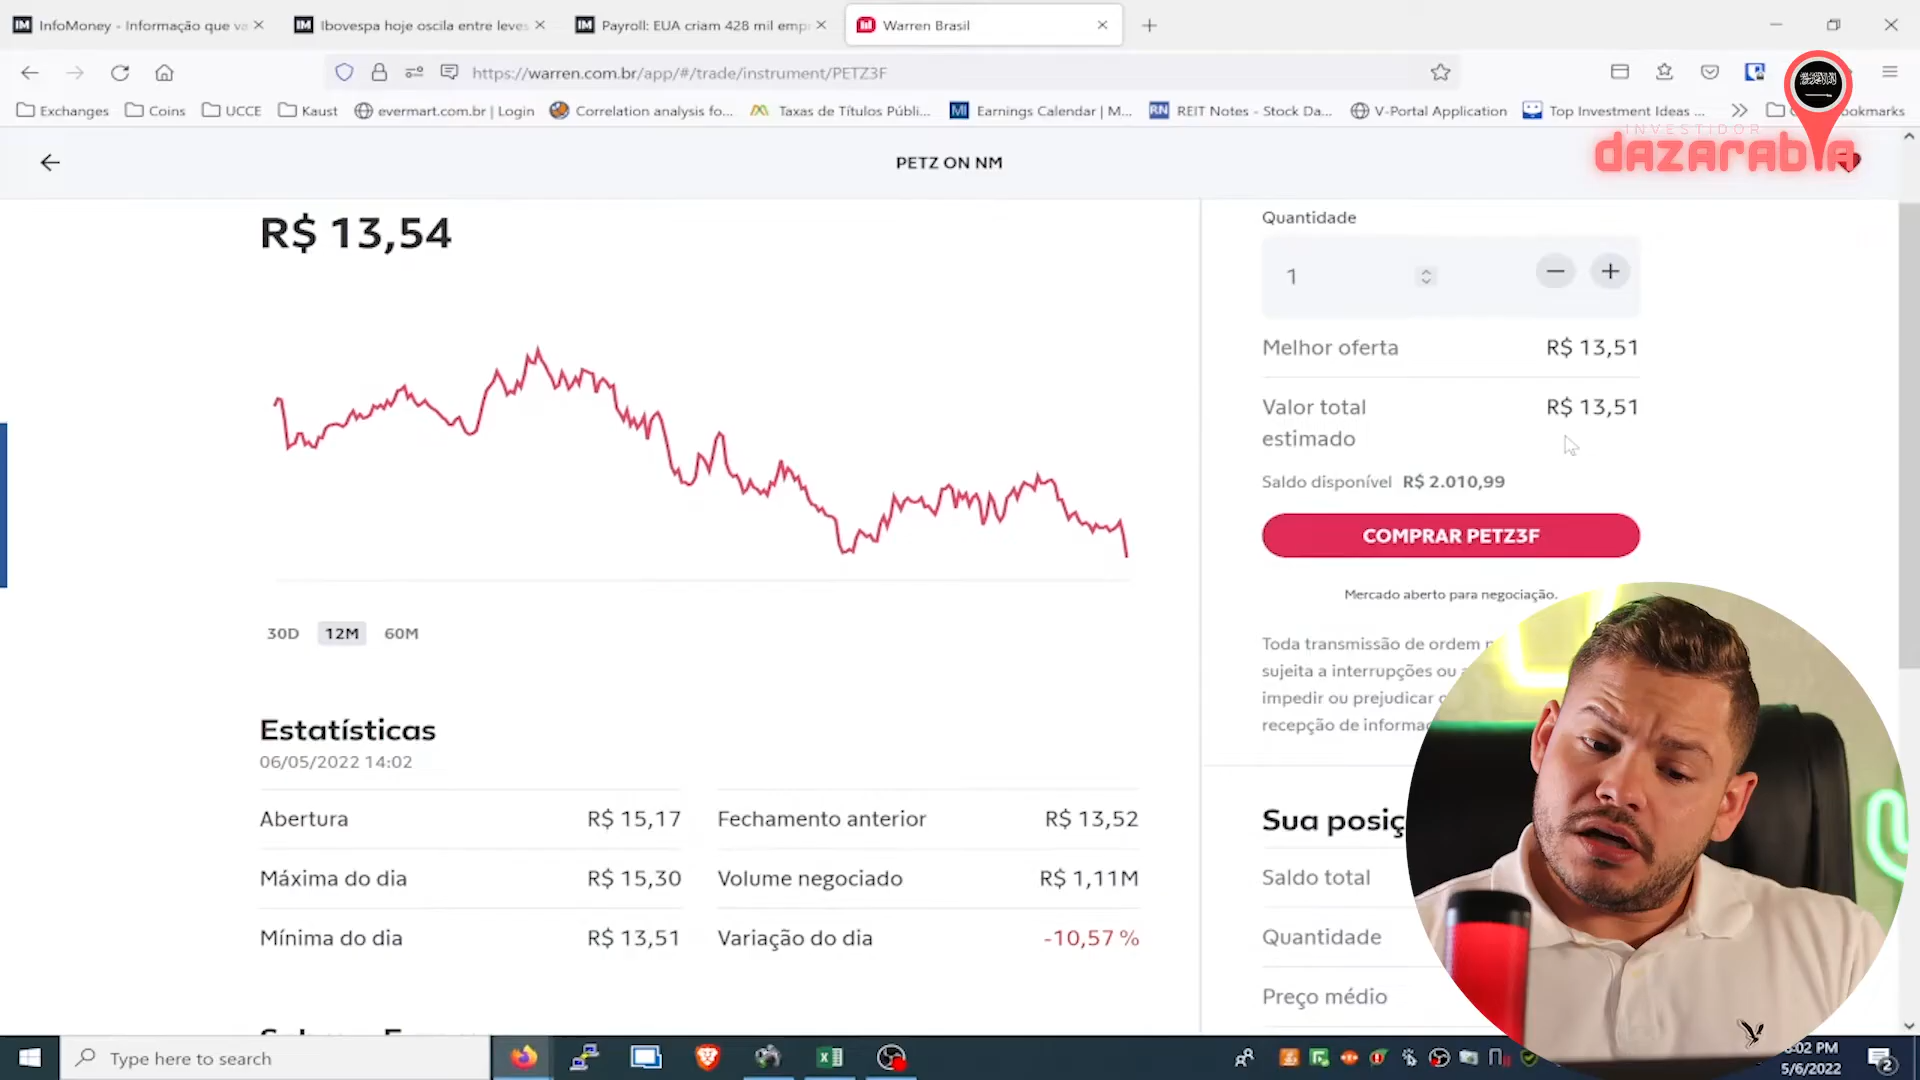 InfoMoney - Informação que va
Ibovespa hoje oscila entre leves
Payroll: EUA criam 428 mil empr
Warren Brasil
https://warren.com.br/app/#/trade/instrument/PETZ3F
Exchanges
Coins
UCCE
Kaust
evermart.com.br | Login
Correlation analysis fo...
Taxas de Títulos Públi...
Earnings Calendar | M...
REIT Notes - Stock Da...
V-Portal Application
Top Investment Ideas ...
ookmarks
INVESTIDOR
dazarabia
PETZ ON NM
R$ 13,54
30D 12M 60M
Estatísticas
06/05/2022 14:02
Abertura R$ 15,17
Fechamento anterior R$ 13,52
Máxima do dia R$ 15,30
Volume negociado R$ 1,11M
Mínima do dia R$ 13,51
Variação do dia -10,57 %
Quantidade
1
Melhor oferta R$ 13,51
Valor total R$ 13,51
estimado
Saldo disponível R$ 2.010,99
COMPRAR PETZ3F
Mercado aberto para negociação.
Toda transmissão de ordem
sujeita a interrupções ou
impedir ou prejudicar
recepção de informa
Sua posiç
Saldo total
Quantidade
Preço médio
Type here to search
:02 PM
5/6/2022
2